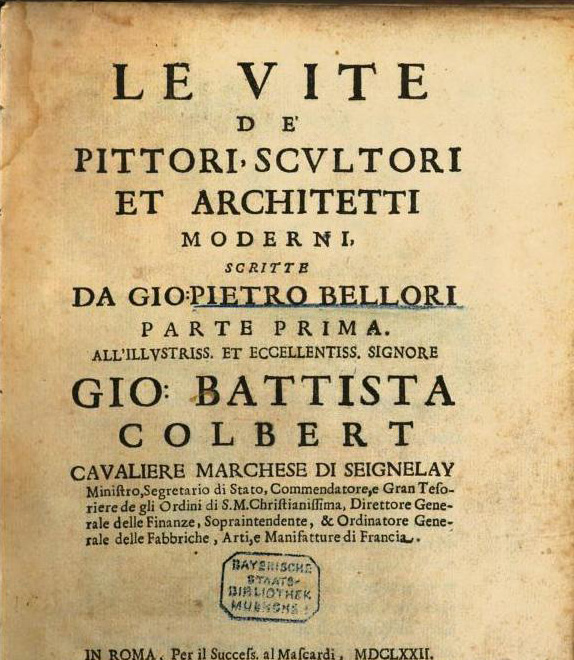 LE VITE
DE'
PITTORI, SCVLTORI
ET ARCHITETTI
MODERNI,
SCRITTE
DA GIO: PIETRO BELLORI
PARTE PRIMA.
ALL'ILLVSTRISS. ET ECCELLENTISS. SIGNORE
GIO: BATTISTA
COLBERT
CAVALIERE MARCHESE DI SEIGNELAY
Miniſtro, Segretario di Stato, Commendatore, e Gran Teſo-
riere de gli Ordini di S. M. Chriſtianiſſima, Direttore Gene-
rale delle Finanze, Sopraintendente, & Ordinatore Gene-
rale delle Fabbriche, Arti, e Manifatture di Francia.
BAYERISCHE
STAATS-
BIBLIOTHEK
MUENCHEN
IN ROMA, Per il Succeſſ. al Maſcardi, MDCLXXII.